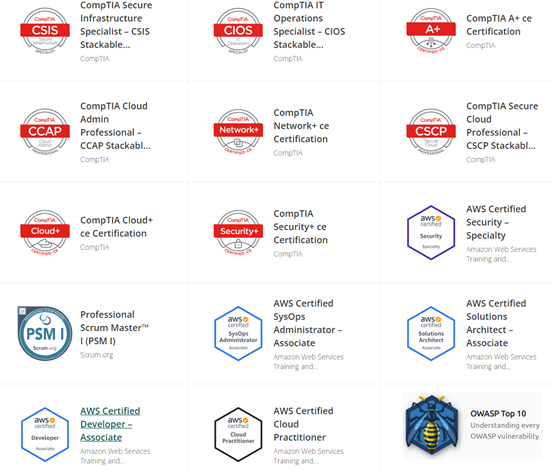 CompTIA
CSIS
Secure
Infrastructure
SPECIALIST
CompTIA Secure
Infrastructure
Specialist – CSIS
Stackable...
CompTIA
CompTIA
CIOS
IT
Operations
SPECIALIST
CompTIA IT
Operations
Specialist – CIOS
Stackable...
CompTIA
CompTIA
A+
CERTIFIED•CE
CompTIA A+ ce
Certification
CompTIA
CompTIA
CCAP
Cloud
Admin
PROFESSIONAL
CompTIA Cloud
Admin
Professional –
CCAP Stackabl...
CompTIA
CompTIA
Network+
CERTIFIED•CE
CompTIA
Network+ ce
Certification
CompTIA
CompTIA
CSCP
Secure
Cloud
PROFESSIONAL
CompTIA Secure
Cloud
Professional –
CSCP Stackabl...
CompTIA
CompTIA
Cloud+
CERTIFIED•CE
CompTIA Cloud+
ce Certification
CompTIA
CompTIA
Security+
CERTIFIED•CE
CompTIA
Security+ ce
Certification
CompTIA
aws
certified
Security
Specialty
AWS Certified
Security –
Specialty
Amazon Web Services
Training and...
PSM I
Scrum.org
Professional
Scrum Master™
I (PSM I)
Scrum.org
aws
certified
SysOps
Administrator
Associate
AWS Certified
SysOps
Administrator –
Associate
Amazon Web Services
Training and...
aws
certified
Solutions
Architect
Associate
AWS Certified
Solutions
Architect –
Associate
Amazon Web Services
Training and...
aws
certified
Developer
Associate
AWS Certified
Developer –
Associate
Amazon Web Services
Training and...
aws
certified
Cloud
Practitioner
AWS Certified
Cloud
Practitioner
Amazon Web Services
Training and...
OWASP Top 10
Understanding every
OWASP vulnerability